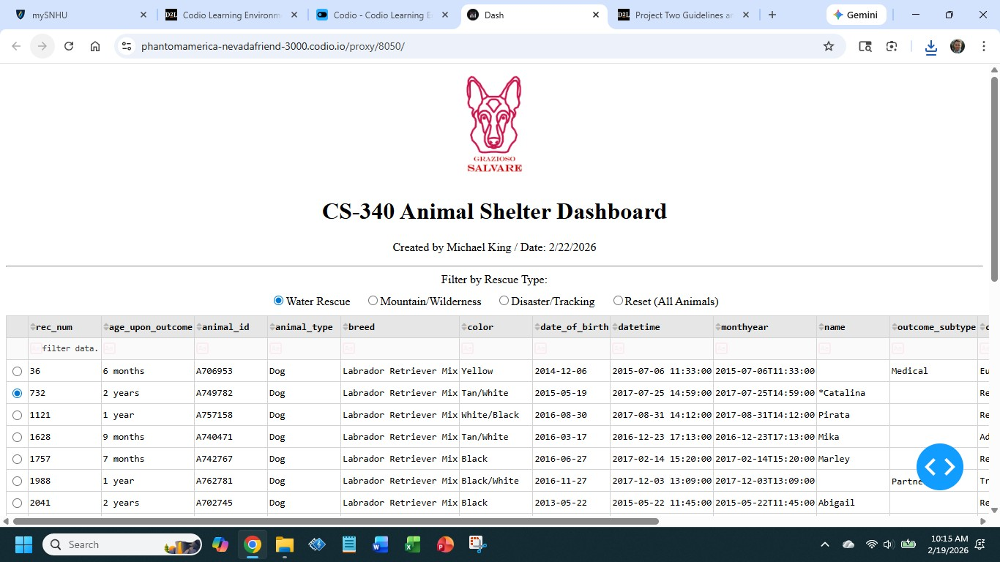 mySNHU
Codio Learning Environm
Codio - Codio Learning E
Dash
D2L
Project Two Guidelines an
Gemini
phantomamerica-nevadafriend-3000.codio.io/proxy/8050/
GRAZIOSO
SALVARE
CS-340 Animal Shelter Dashboard
Created by Michael King / Date: 2/22/2026
Filter by Rescue Type:
Water Rescue Mountain/Wilderness Disaster/Tracking Reset (All Animals)
rec_num age_upon_outcome animal_id animal_type breed color date_of_birth datetime monthyear name outcome_subtype
filter data. Aa Aa Aa Aa Aa Aa Aa Aa Aa Aa
36 6 months A706953 Dog Labrador Retriever Mix Yellow 2014-12-06 2015-07-06 11:33:00 2015-07-06T11:33:00 Medical Eu
732 2 years A749782 Dog Labrador Retriever Mix Tan/White 2015-05-19 2017-07-25 14:59:00 2017-07-25T14:59:00 *Catalina Re
1121 1 year A757158 Dog Labrador Retriever Mix White/Black 2016-08-30 2017-08-31 14:12:00 2017-08-31T14:12:00 Pirata Re
1628 9 months A740471 Dog Labrador Retriever Mix Tan/White 2016-03-17 2016-12-23 17:13:00 2016-12-23T17:13:00 Mika Ad
1757 7 months A742767 Dog Labrador Retriever Mix Black 2016-06-27 2017-02-14 15:20:00 2017-02-14T15:20:00 Marley Re
1988 1 year A762781 Dog Labrador Retriever Mix Black/White 2016-11-27 2017-12-03 13:09:00 2017-12-03T13:09:00 Partne Tr
2041 2 years A702745 Dog Labrador Retriever Mix Black 2013-05-22 2015-05-22 11:45:00 2015-05-22T11:45:00 Abigail Re
Search
10:15 AM
2/19/2026